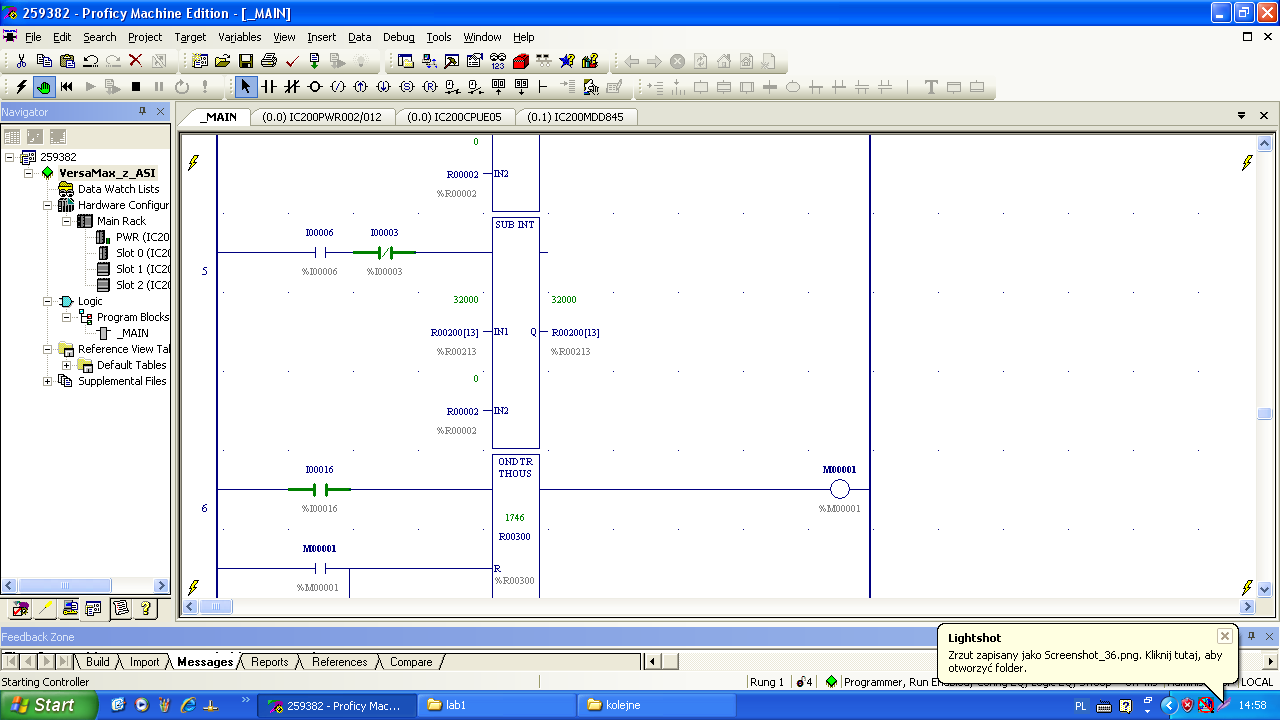 259382 - Proficy Machine Edition - [_MAIN]
File Edit Search Project Target Variables View Insert Data Debug Tools Window Help
Navigator
_MAIN (0.0) IC200PWR002/012 (0.0) IC200CPUE05 (0.1) IC200MDD845
259382
VersaMax_z_ASI
Data Watch Lists
Hardware Configur
Main Rack
PWR (IC20
Slot 0 (IC20
Slot 1 (IC20
Slot 2 (IC20
Logic
Program Blocks
_MAIN
Reference View Tal
Default Tables
Supplemental Files
0
R00002 IN2
%R00002
SUB INT
I00006 I00003
%I00006 %I00003
5
32000 32000
R00200[13] IN1 Q R00200[13]
%R00213 %R00213
0
R00002 IN2
%R00002
ONDTR
THOUS
I00016 M00001
%I00016 %M00001
6
1746
R00300
M00001
R
%M00001 %R00300
Feedback Zone
Build Import Messages Reports References Compare
Lightshot
Zrzut zapisany jako Screenshot_36.png. Kliknij tutaj, aby
otworzyć folder.
Starting Controller Rung 1 4 Programmer, Run Enabled, LOCAL
Start 259382 - Proficy Mac... lab1 kolejne PL 14:58